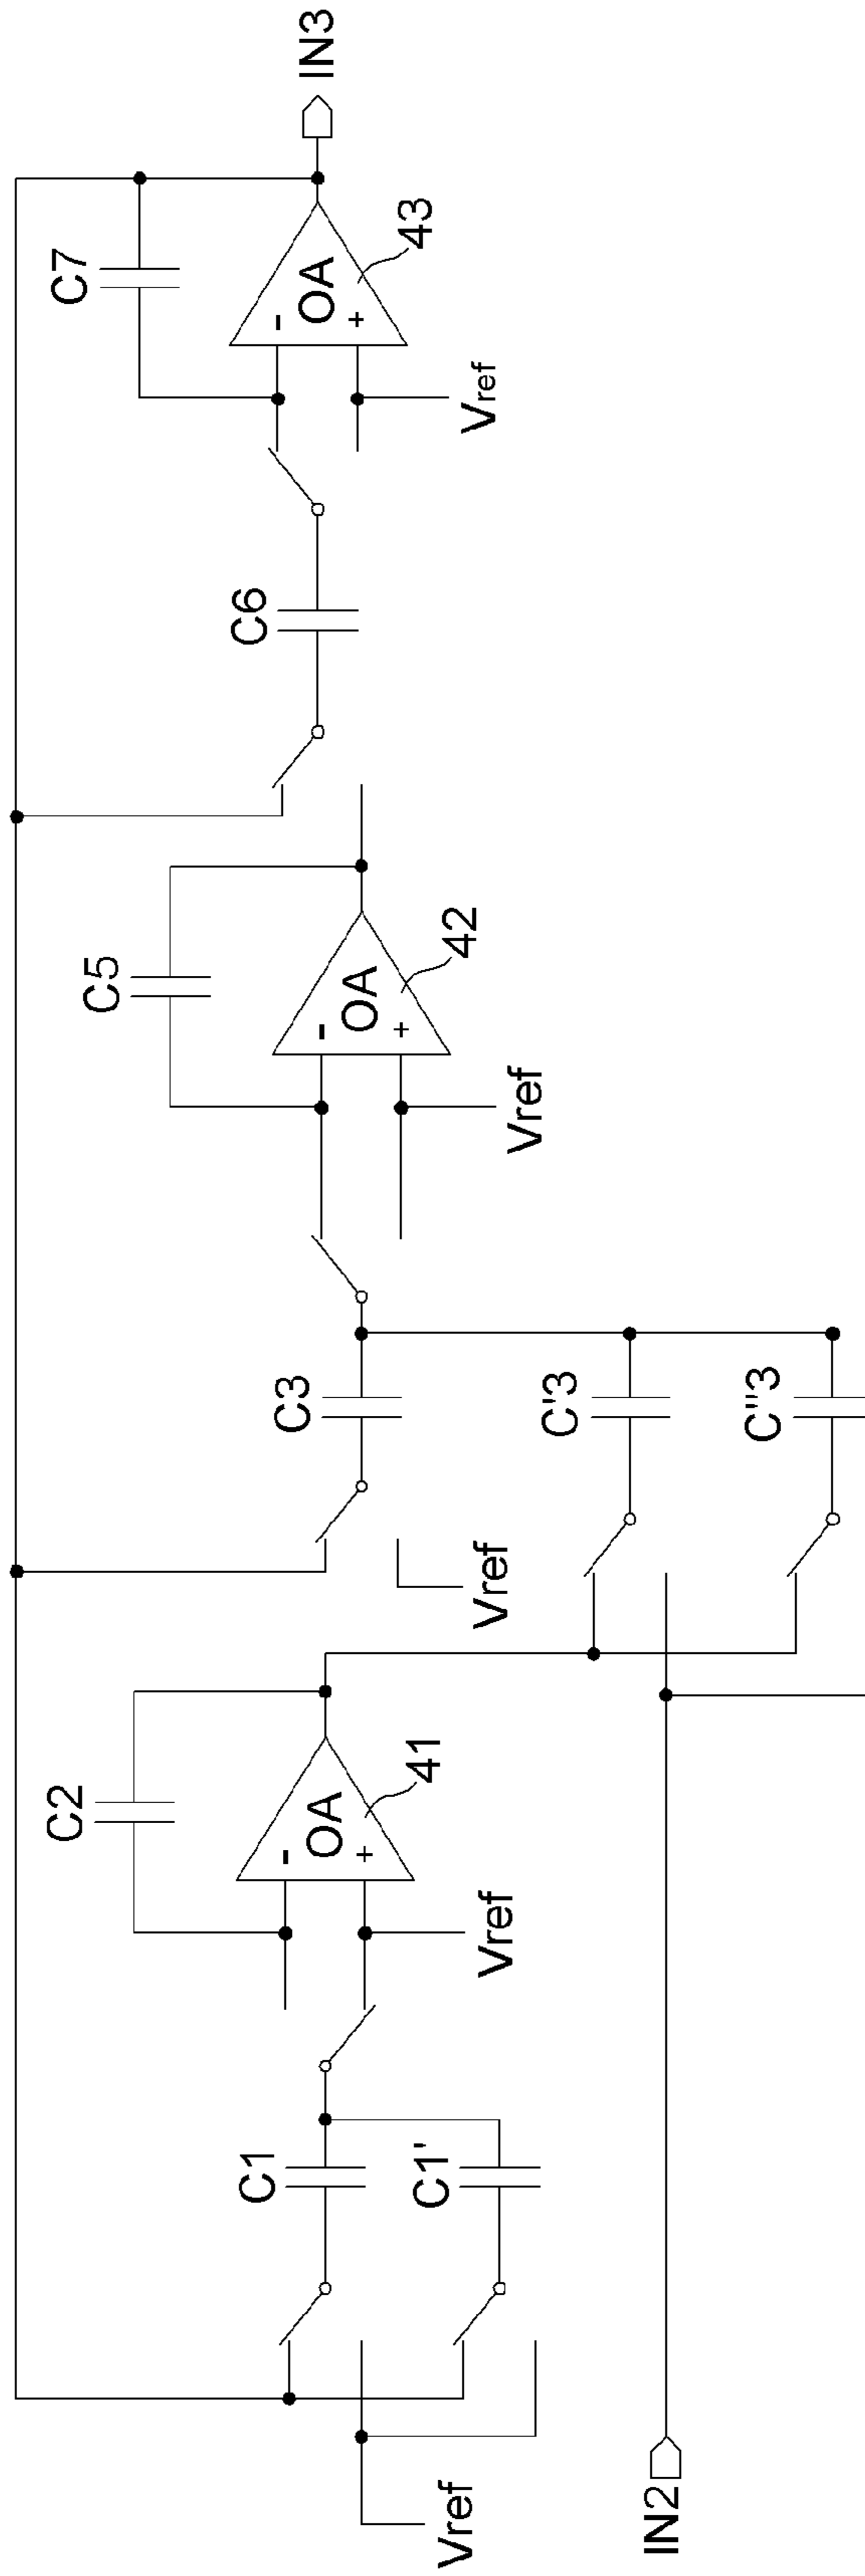 IN3
C7
OA
-
+
43
Vref
C6
C5
OA
-
+
42
Vref
C3
C'3
C"3
Vref
C2
OA
-
+
41
Vref
C1
C1'
Vref
IN2